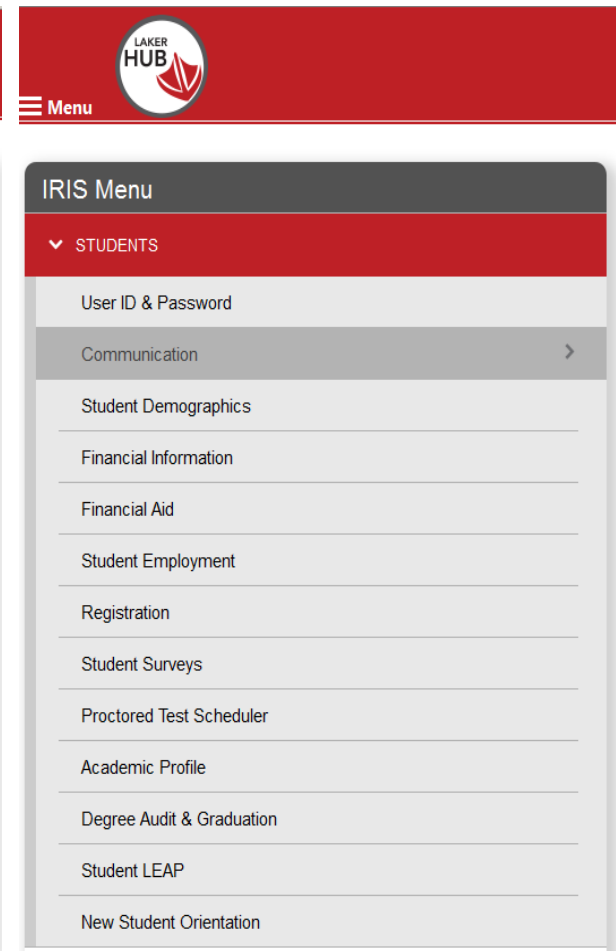 LAKER
HUB
Menu
IRIS Menu
STUDENTS
User ID & Password
Communication
Student Demographics
Financial Information
Financial Aid
Student Employment
Registration
Student Surveys
Proctored Test Scheduler
Academic Profile
Degree Audit & Graduation
Student LEAP
New Student Orientation